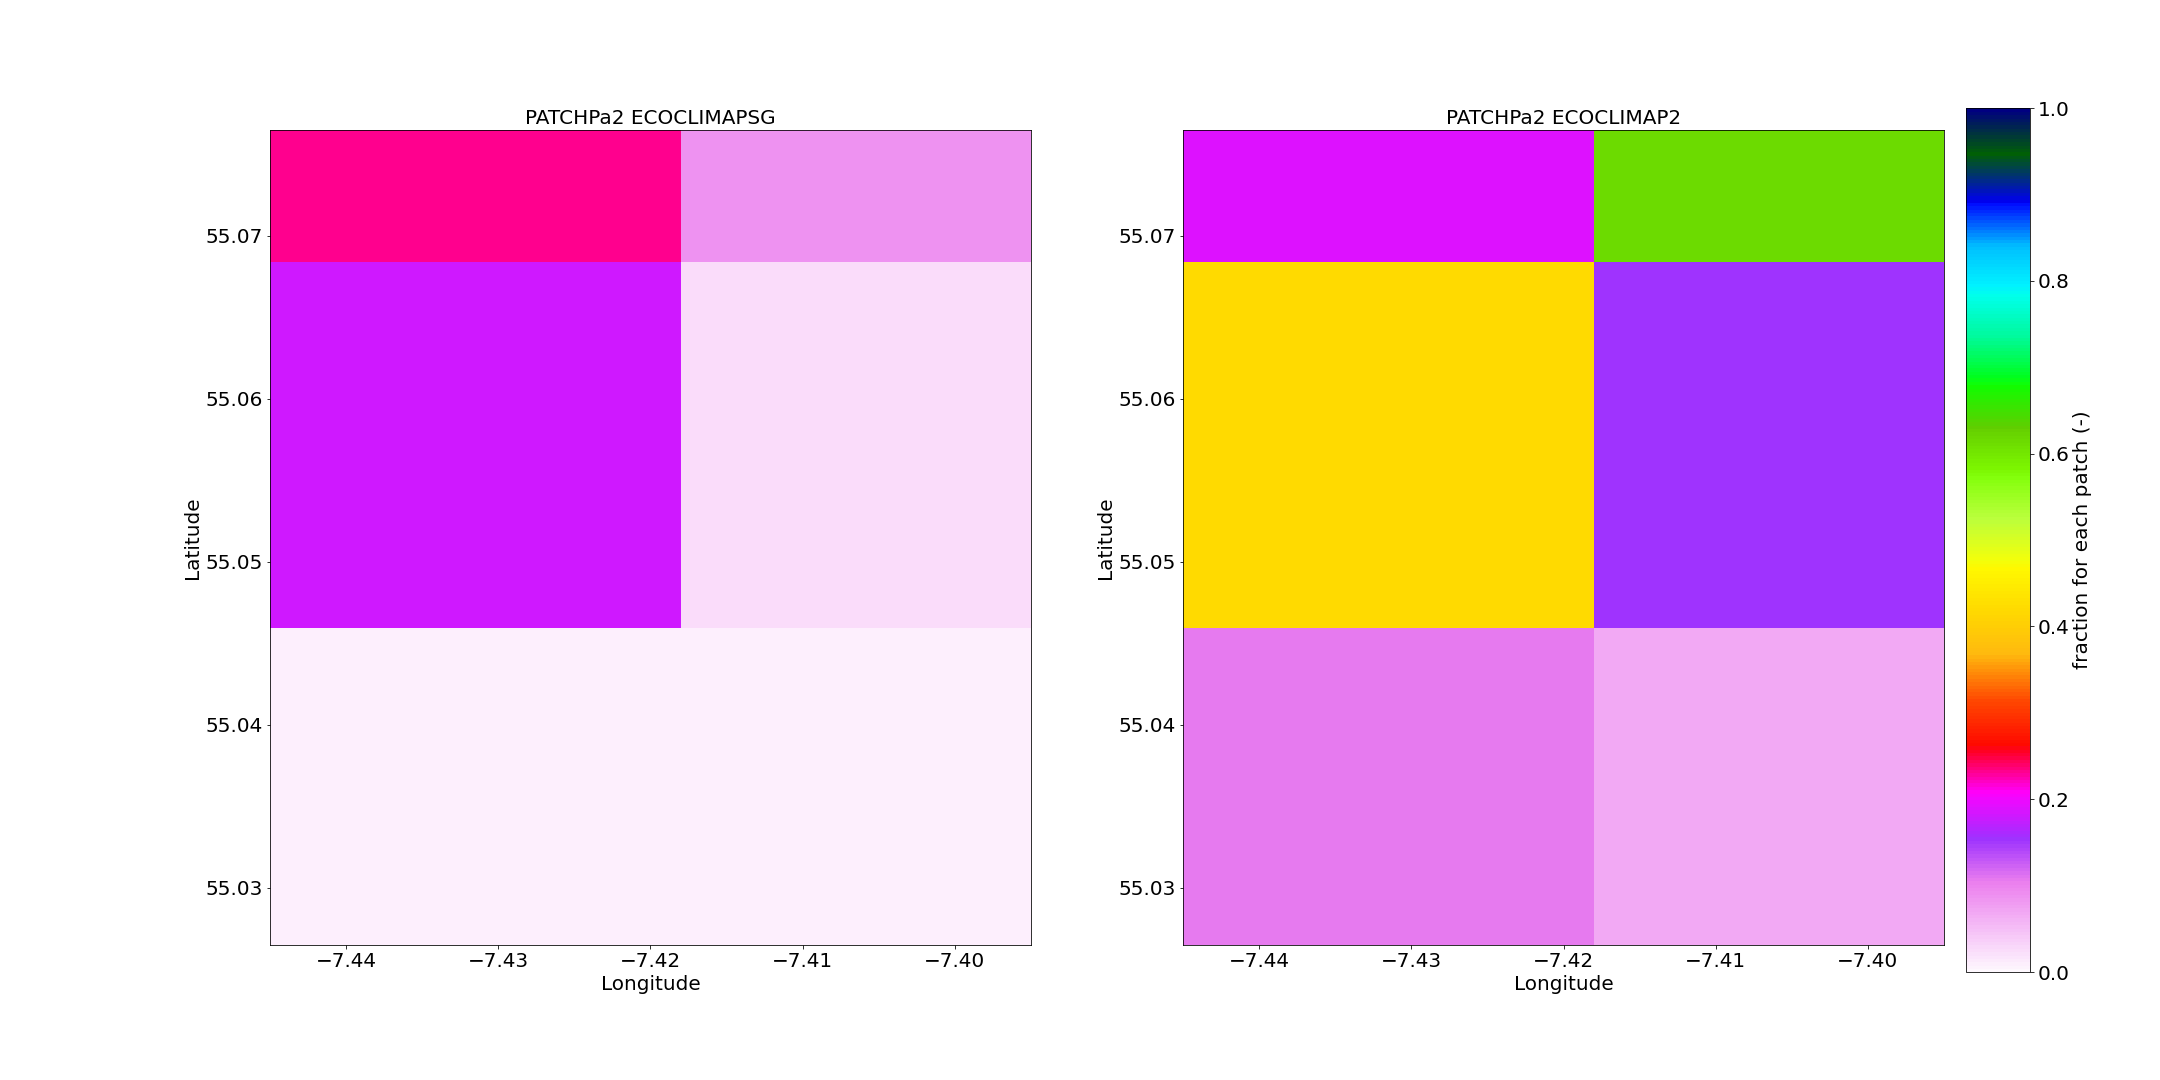 PATCHPa2 ECOCLIMAPSG
55.07
55.06
55.05
55.04
55.03
Latitude
−7.44 −7.43 −7.42 −7.41 −7.40
Longitude
PATCHPa2 ECOCLIMAP2
55.07
55.06
55.05
55.04
55.03
Latitude
−7.44 −7.43 −7.42 −7.41 −7.40
Longitude
1.0
0.8
0.6
0.4
0.2
0.0
fraction for each patch (-)